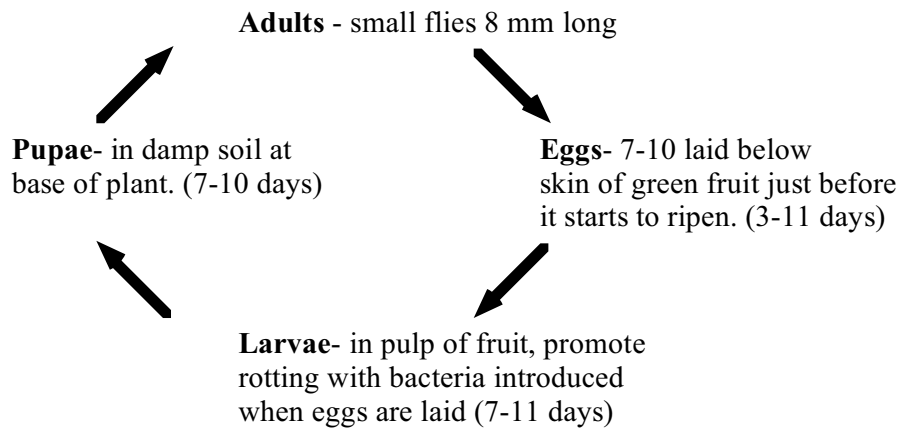 Adults - small flies 8 mm long
Pupae- in damp soil at
base of plant. (7-10 days)
Eggs- 7-10 laid below
skin of green fruit just before
it starts to ripen. (3-11 days)
Larvae- in pulp of fruit, promote
rotting with bacteria introduced
when eggs are laid (7-11 days)